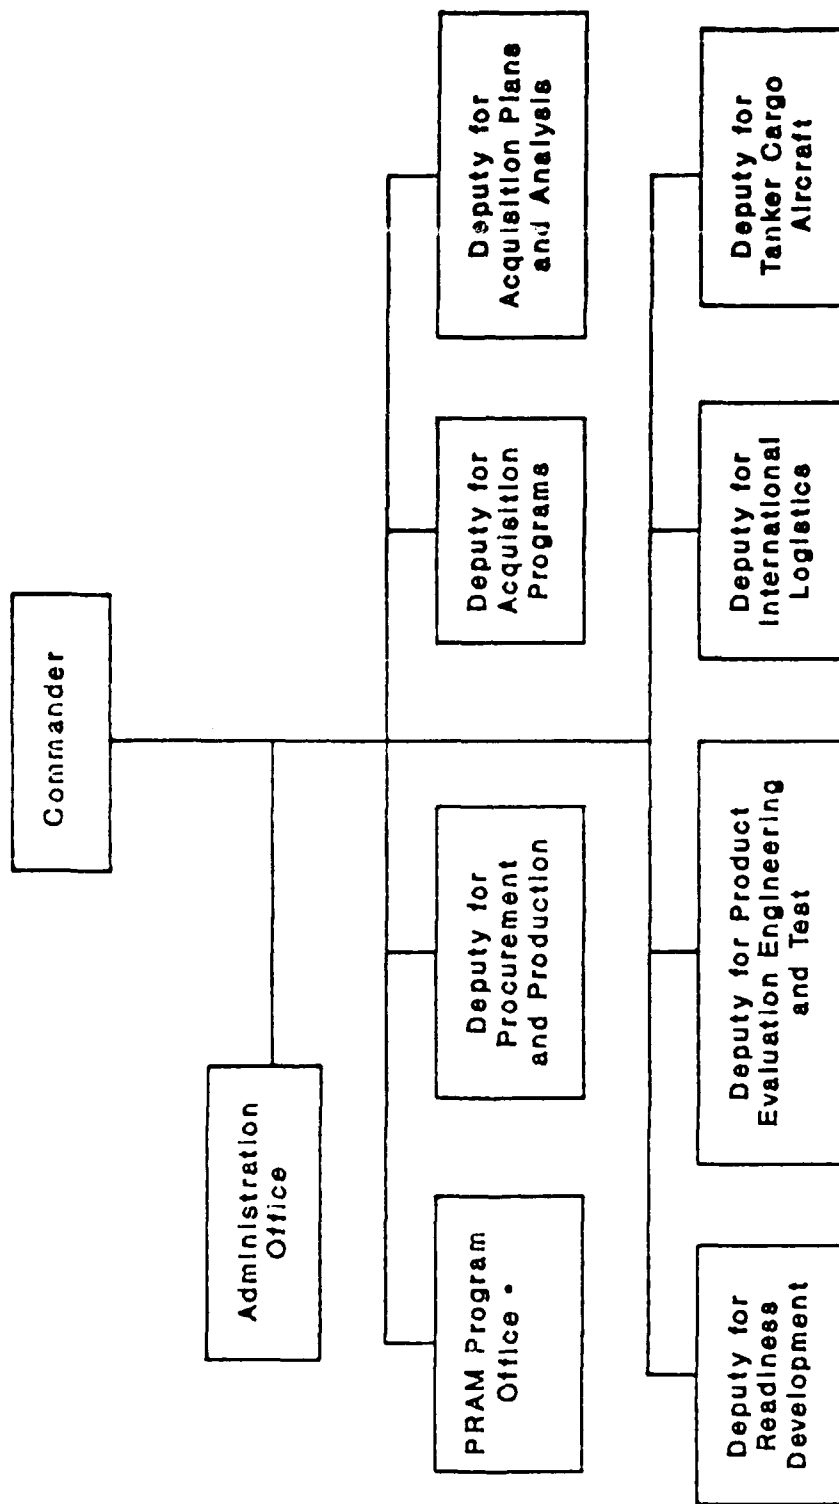 Commander
Administration
Office
PRAM Program
Office •
Deputy for
Procurement
and Production
Deputy for
Acquisition
Programs
Deputy for
Acquisition Plans
and Analysis
Deputy for
Readiness
Development
Deputy for Product
Evaluation Engineering
and Test
Deputy for
International
Logistics
Deputy for
Tanker Cargo
Aircraft